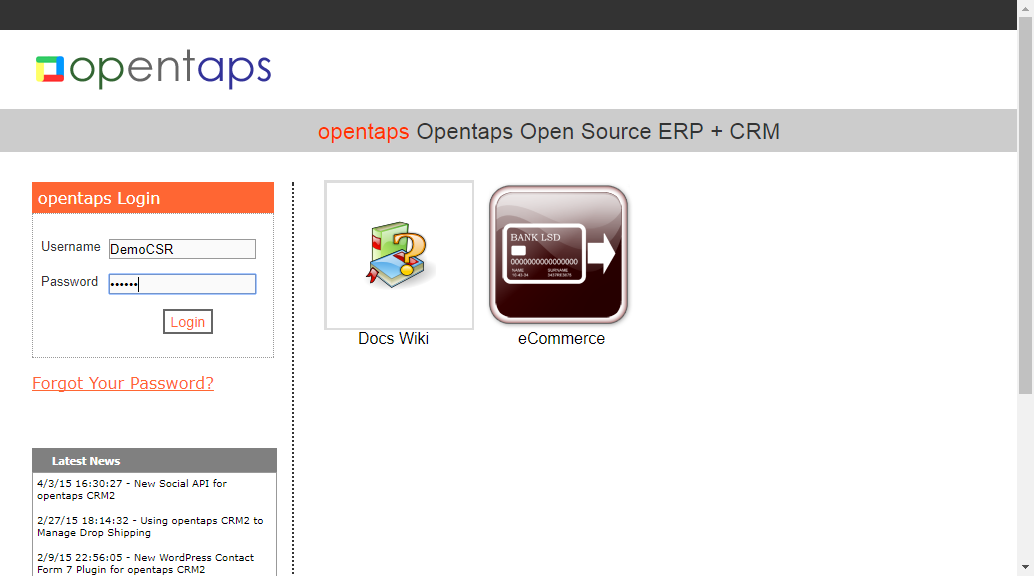 opentaps
opentaps Opentaps Open Source ERP + CRM
opentaps Login
Username DemoCSR
Password ••••••
Login
Forgot Your Password?
BANK LSD
0000000000000000
NAME SURNAME
Docs Wiki
eCommerce
Latest News
4/3/15 16:30:27 - New Social API for
opentaps CRM2
2/27/15 18:14:32 - Using opentaps CRM2 to
Manage Drop Shipping
2/9/15 22:56:05 - New WordPress Contact
Form 7 Plugin for opentaps CRM2